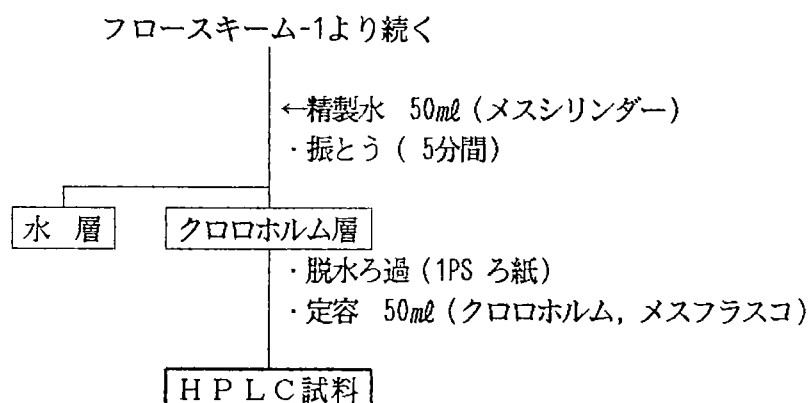 フロースキーム-1より続く
←精製水 50mℓ (メスシリンダー)
・振とう ( 5分間)
水 層
クロロホルム層
・脱水ろ過 (1PS ろ紙)
・定容 50mℓ (クロロホルム, メスフラスコ)
ＨＰＬＣ試料